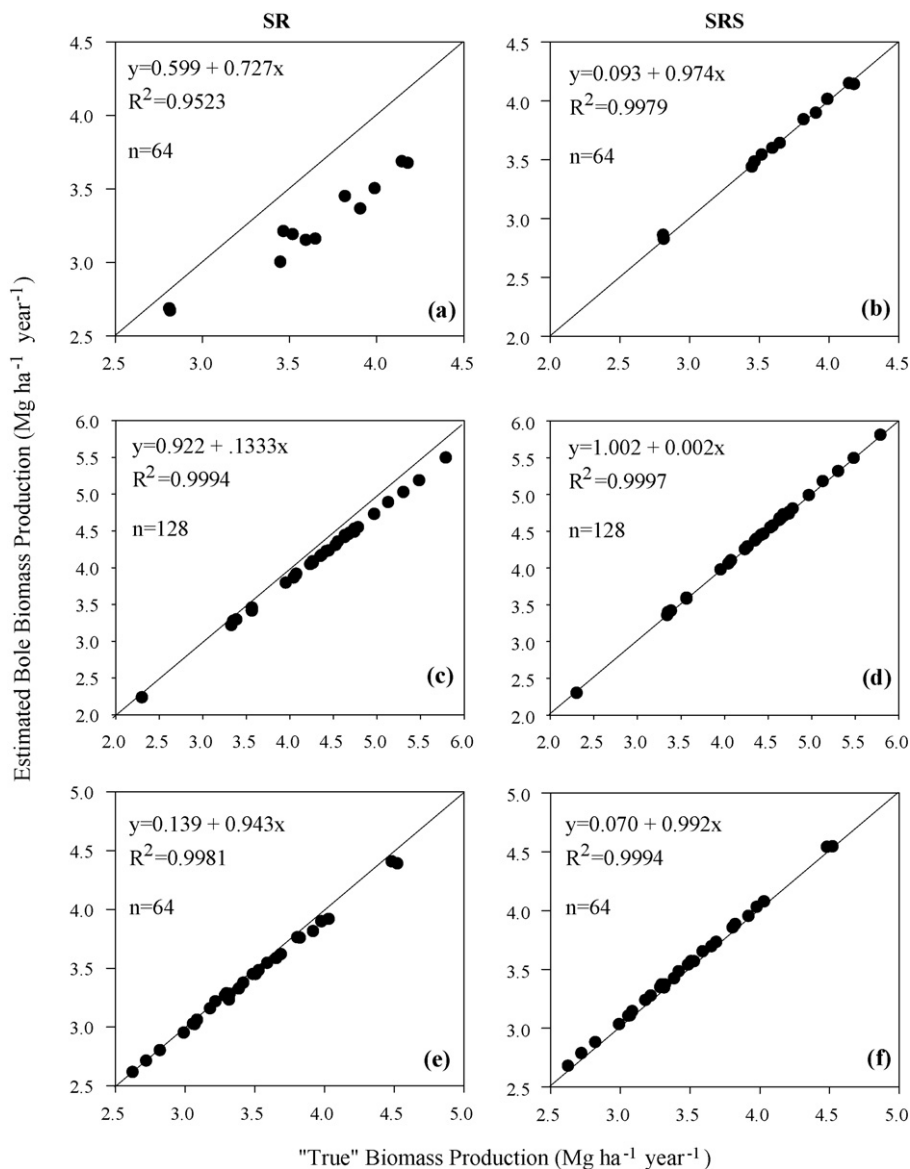 SR
SRS
Estimated Bole Biomass Production (Mg ha⁻¹ year⁻¹)
4.5
4.0
3.5
3.0
2.5
y=0.599 + 0.727x
R²=0.9523
n=64
(a)
2.5 3.0 3.5 4.0 4.5
4.5
4.0
3.5
3.0
2.5
2.0
y=0.093 + 0.974x
R²=0.9979
n=64
(b)
2.0 2.5 3.0 3.5 4.0 4.5
6.0
5.5
5.0
4.5
4.0
3.5
3.0
2.5
2.0
y=0.922 + .1333x
R²=0.9994
n=128
(c)
2.0 2.5 3.0 3.5 4.0 4.5 5.0 5.5 6.0
6.0
5.5
5.0
4.5
4.0
3.5
3.0
2.5
2.0
y=1.002 + 0.002x
R²=0.9997
n=128
(d)
2.0 2.5 3.0 3.5 4.0 4.5 5.0 5.5 6.0
5.0
4.5
4.0
3.5
3.0
2.5
y=0.139 + 0.943x
R²=0.9981
n=64
(e)
2.5 3.0 3.5 4.0 4.5 5.0
5.0
4.5
4.0
3.5
3.0
2.5
y=0.070 + 0.992x
R²=0.9994
n=64
(f)
2.5 3.0 3.5 4.0 4.5 5.0
"True" Biomass Production (Mg ha⁻¹ year⁻¹)